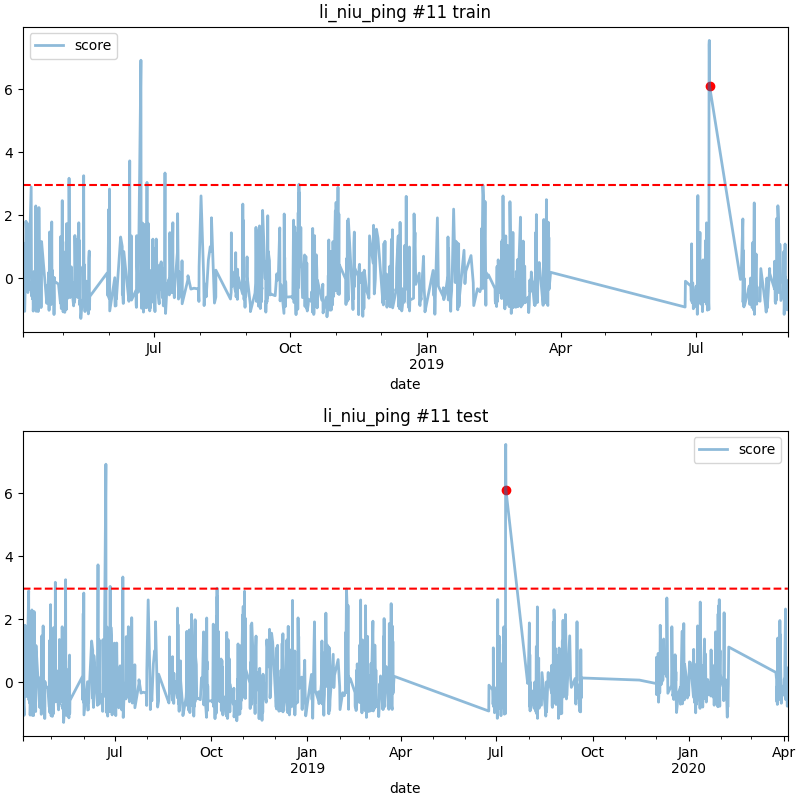 li_niu_ping #11 train
score
6
4
2
0
Jul
Oct
Jan
2019
Apr
Jul
date
li_niu_ping #11 test
score
6
4
2
0
Jul
Oct
Jan
2019
Apr
Jul
Oct
Jan
2020
Apr
date